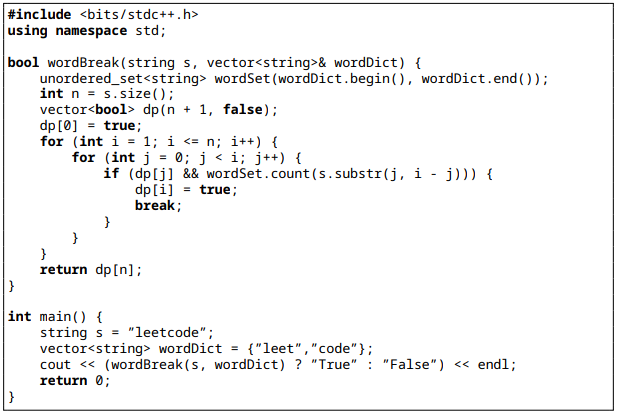 #include <bits/stdc++.h>
using namespace std;

bool wordBreak(string s, vector<string>& wordDict) {
    unordered_set<string> wordSet(wordDict.begin(), wordDict.end());
    int n = s.size();
    vector<bool> dp(n + 1, false);
    dp[0] = true;
    for (int i = 1; i <= n; i++) {
        for (int j = 0; j < i; j++) {
            if (dp[j] && wordSet.count(s.substr(j, i - j))) {
                dp[i] = true;
                break;
            }
        }
    }
    return dp[n];
}

int main() {
    string s = "leetcode";
    vector<string> wordDict = {"leet","code"};
    cout << (wordBreak(s, wordDict) ? "True" : "False") << endl;
    return 0;
}